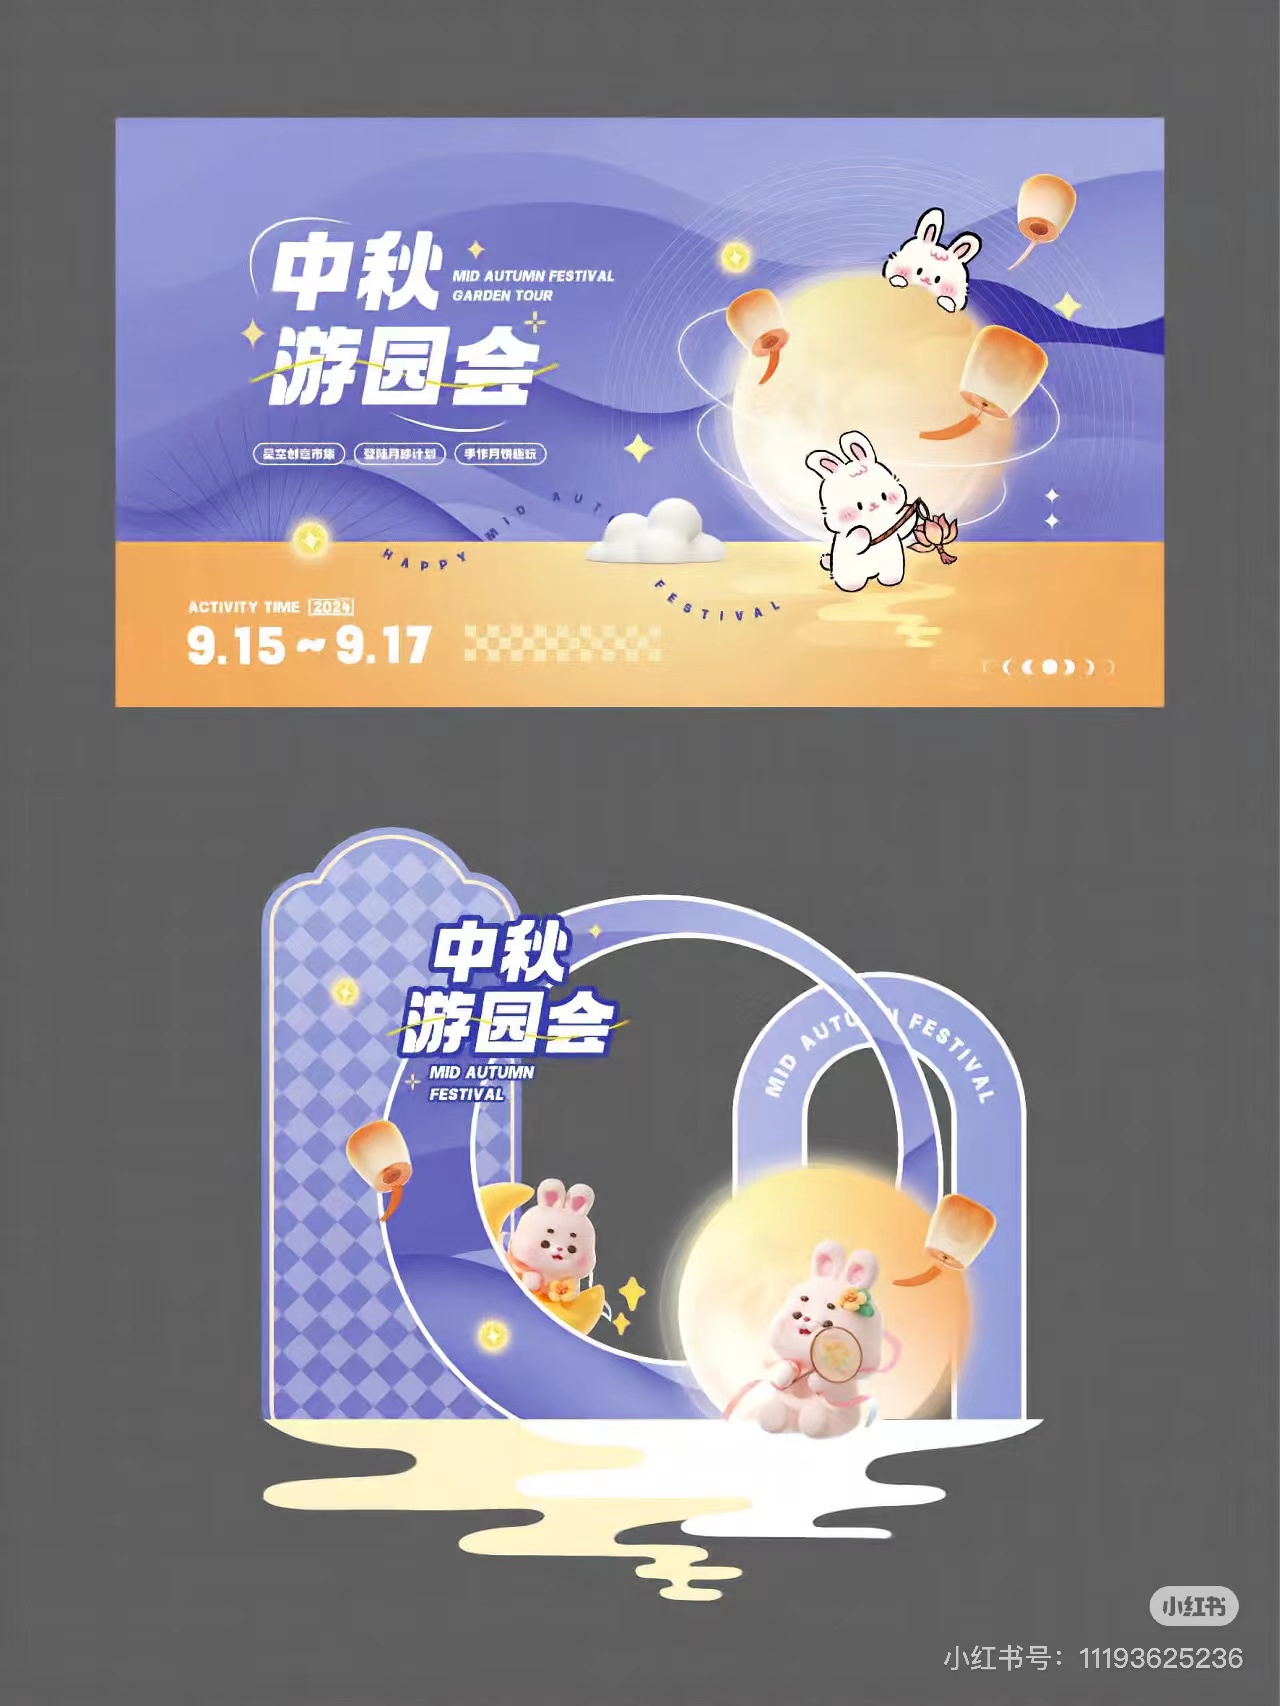 中秋
MID AUTUMN FESTIVAL
GARDEN TOUR
游园会
星空创意市集 登陆月球计划 手作月饼趣玩
HAPPY MID AUTU
FESTIVAL
ACTIVITY TIME 2024
9.15~9.17
中秋
游园会
MID AUTUMN
FESTIVAL
MID AUTU FESTIVAL
小红书
小红书号：11193625236